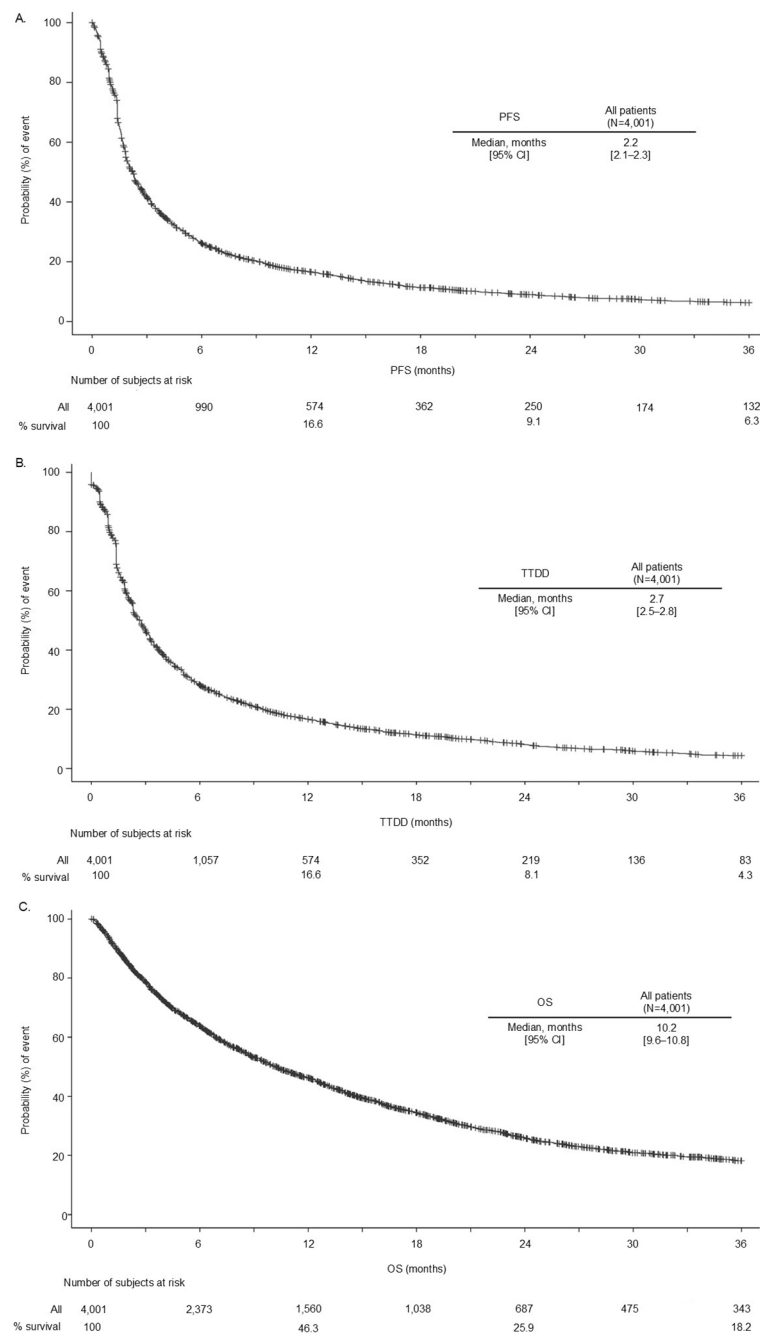 A.
100
80
60
40
20
0
Probability (%) of event
PFS All patients
(N=4,001)
Median, months 2.2
[95% CI] [2.1–2.3]
0 6 12 18 24 30 36
PFS (months)
Number of subjects at risk
All 4,001 990 574 362 250 174 132
% survival 100 16.6 9.1 6.3
B.
100
80
60
40
20
0
Probability (%) of event
TTDD All patients
(N=4,001)
Median, months 2.7
[95% CI] [2.5–2.8]
0 6 12 18 24 30 36
TTDD (months)
Number of subjects at risk
All 4,001 1,057 574 352 219 136 83
% survival 100 16.6 8.1 4.3
C.
100
80
60
40
20
0
Probability (%) of event
OS All patients
(N=4,001)
Median, months 10.2
[95% CI] [9.6–10.8]
0 6 12 18 24 30 36
OS (months)
Number of subjects at risk
All 4,001 2,373 1,560 1,038 687 475 343
% survival 100 46.3 25.9 18.2